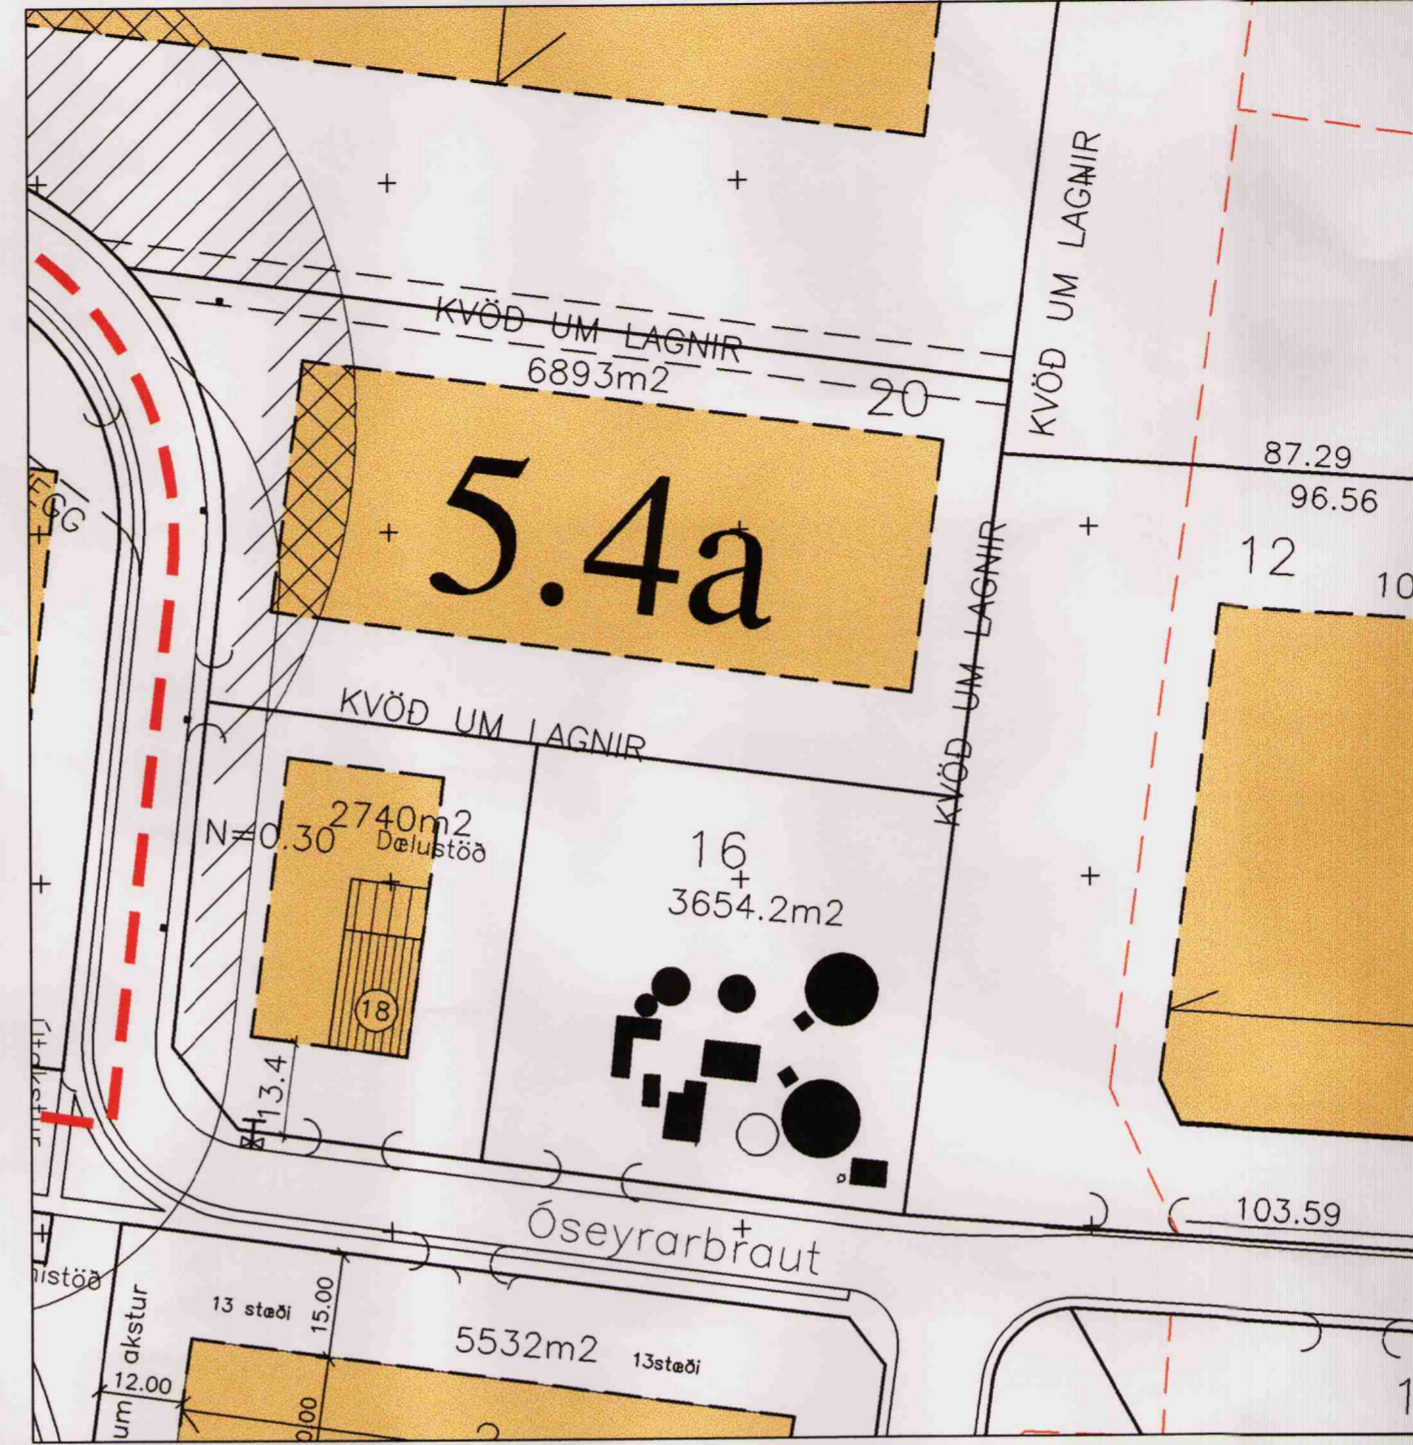 KVÖÐ UM LAGNIR
KVÖÐ UM LAGNIR
6893m2
20
87.29
96.56
12
10
5.4a
EGG
KVÖÐ UM LAGNIR
KVÖÐ UM LAGNIR
2740m2
N=0.30
Dælustöð
16
3654.2m2
18
13.4
103.59
Óseyrarbraut
13 stæði
15.00
5532m2
13stæði
12.00
um akstur